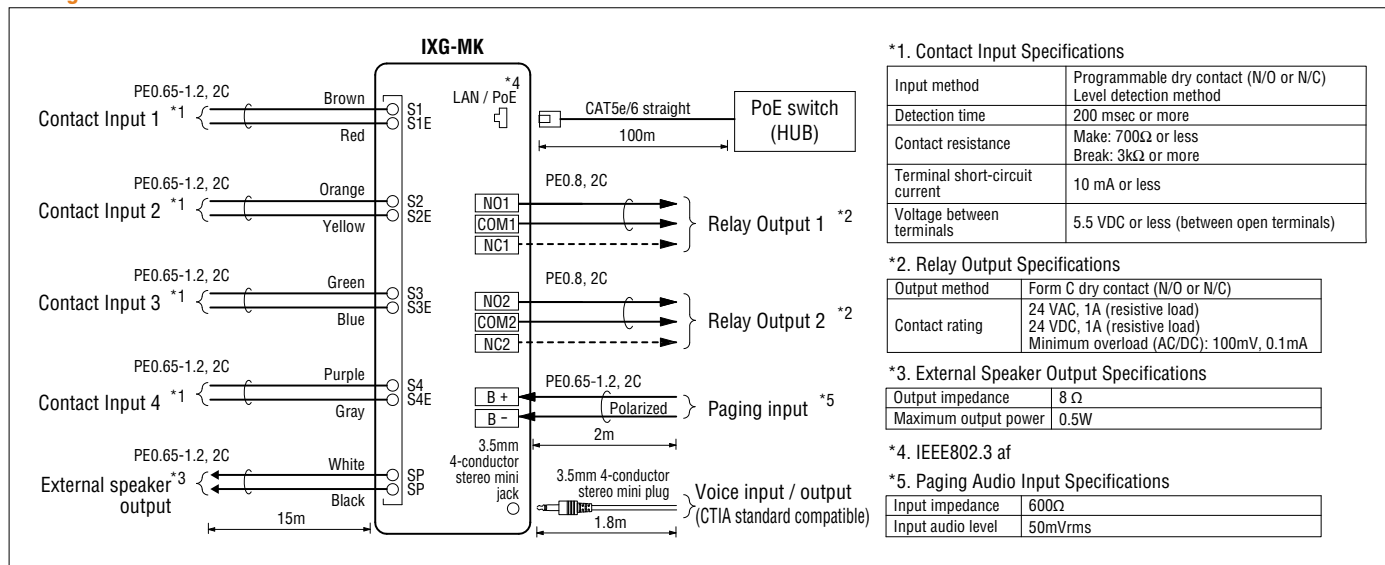 IXG-MK
PE0.65-1.2, 2C
Contact Input 1 *1
Brown
Red
S1
S1E
PE0.65-1.2, 2C
Contact Input 2 *1
Orange
Yellow
S2
S2E
PE0.65-1.2, 2C
Contact Input 3 *1
Green
Blue
S3
S3E
PE0.65-1.2, 2C
Contact Input 4 *1
Purple
Gray
S4
S4E
PE0.65-1.2, 2C
External speaker *3
output
White
Black
SP
SP
15m
*4
LAN / PoE
CAT5e/6 straight
100m
PoE switch
(HUB)
PE0.8, 2C
NO1
COM1
NC1
Relay Output 1 *2
PE0.8, 2C
NO2
COM2
NC2
Relay Output 2 *2
PE0.65-1.2, 2C
B +
B –
Polarized
Paging input *5
2m
3.5mm
4-conductor
stereo mini
jack
3.5mm 4-conductor
stereo mini plug
1.8m
Voice input / output
(CTIA standard compatible)
*1. Contact Input Specifications
Input method Programmable dry contact (N/O or N/C)
Level detection method
Detection time 200 msec or more
Contact resistance Make: 700Ω or less
Break: 3kΩ or more
Terminal short-circuit
current 10 mA or less
Voltage between
terminals 5.5 VDC or less (between open terminals)
*2. Relay Output Specifications
Output method Form C dry contact (N/O or N/C)
Contact rating 24 VAC, 1A (resistive load)
24 VDC, 1A (resistive load)
Minimum overload (AC/DC): 100mV, 0.1mA
*3. External Speaker Output Specifications
Output impedance 8 Ω
Maximum output power 0.5W
*4. IEEE802.3 af
*5. Paging Audio Input Specifications
Input impedance 600Ω
Input audio level 50mVrms